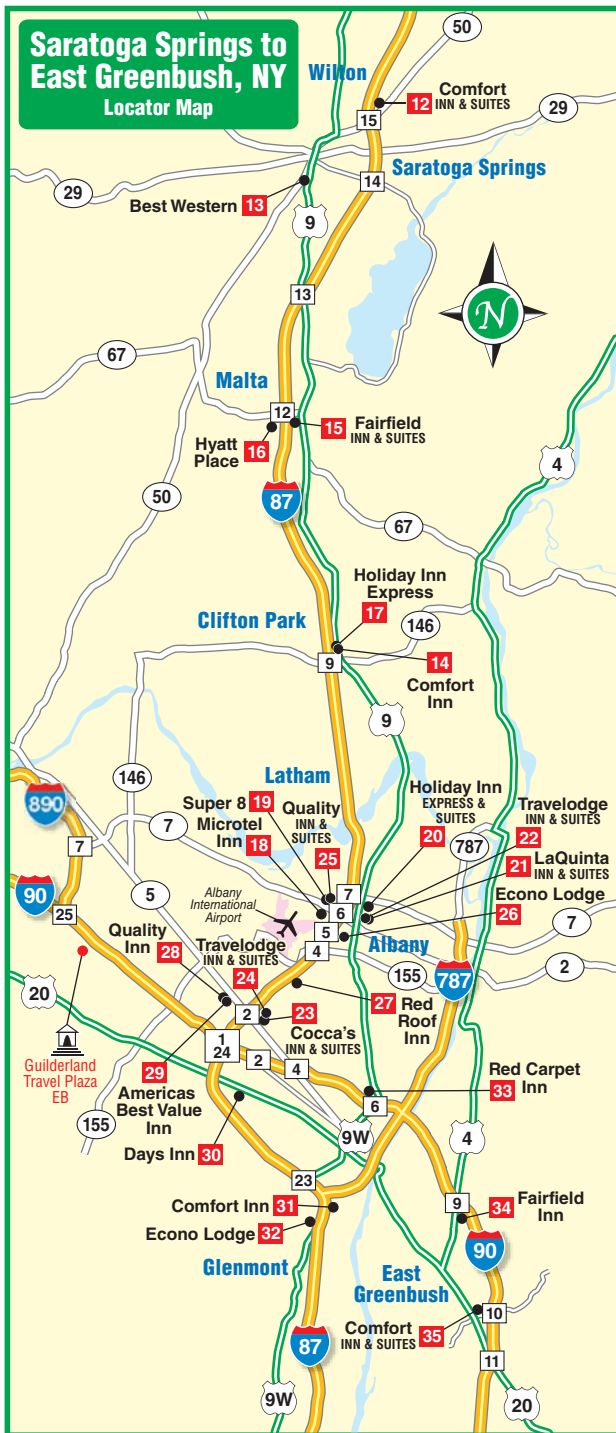 Saratoga Springs to
East Greenbush, NY
Locator Map
50
Wilton
12 Comfort
INN & SUITES
15
29
Saratoga Springs
14
29
Best Western 13
9
N
13
67
Malta
12
15 Fairfield
INN & SUITES
Hyatt
Place 16
4
87
50
67
Holiday Inn
Express
17
146
Clifton Park
9
14
Comfort
Inn
9
Latham
146
890
Super 8 19
Microtel
Inn
18
Quality
INN &
SUITES
25
Holiday Inn
EXPRESS &
SUITES
20
Travelodge
INN & SUITES
22
787
7
7
21 LaQuinta
INN & SUITES
Econo Lodge
26
90
5
25
7
6
5
4
Albany
International
Airport
Albany
7
2
155
787
Quality
Inn 28
Travelodge
INN & SUITES
24
20
2
23
Cocca's
INN & SUITES
27 Red
Roof
Inn
1
24
2
4
Guilderland
Travel Plaza
EB
29
Americas
Best Value
Inn
Red Carpet
Inn
33
6
155
9W
4
Days Inn 30
23
9
Comfort Inn 31
34 Fairfield
Inn
Econo Lodge 32
90
Glenmont
East
Greenbush
10
Comfort
INN & SUITES 35
87
11
9W
20